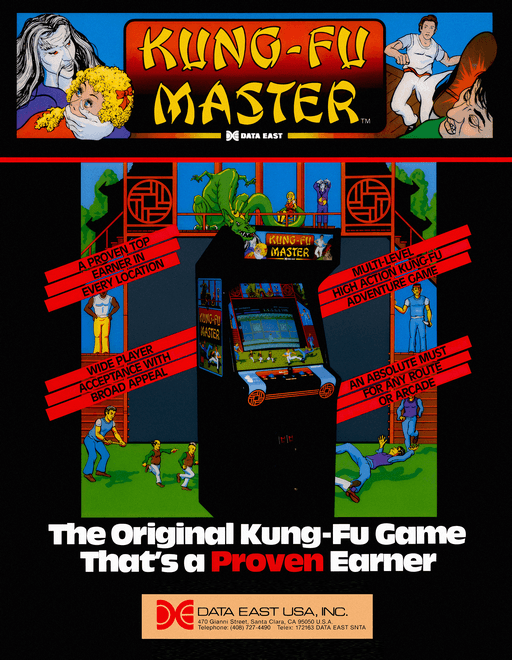 KUNG-FU
MASTER™
DATA EAST
A PROVEN TOP
EARNER IN
EVERY LOCATION
MULTI-LEVEL
HIGH ACTION KUNG-FU
ADVENTURE GAME
KUNG-FU
MASTER
KUNG-FU
MASTER
WIDE PLAYER
ACCEPTANCE WITH
BROAD APPEAL
AN ABSOLUTE MUST
FOR ANY ROUTE
OR ARCADE
The Original Kung-Fu Game
That's a Proven Earner
DATA EAST USA, INC.
470 Gianni Street, Santa Clara, CA 95050 U.S.A.
Telephone: (408) 727-4490 Telex: 172163 DATA EAST SNTA